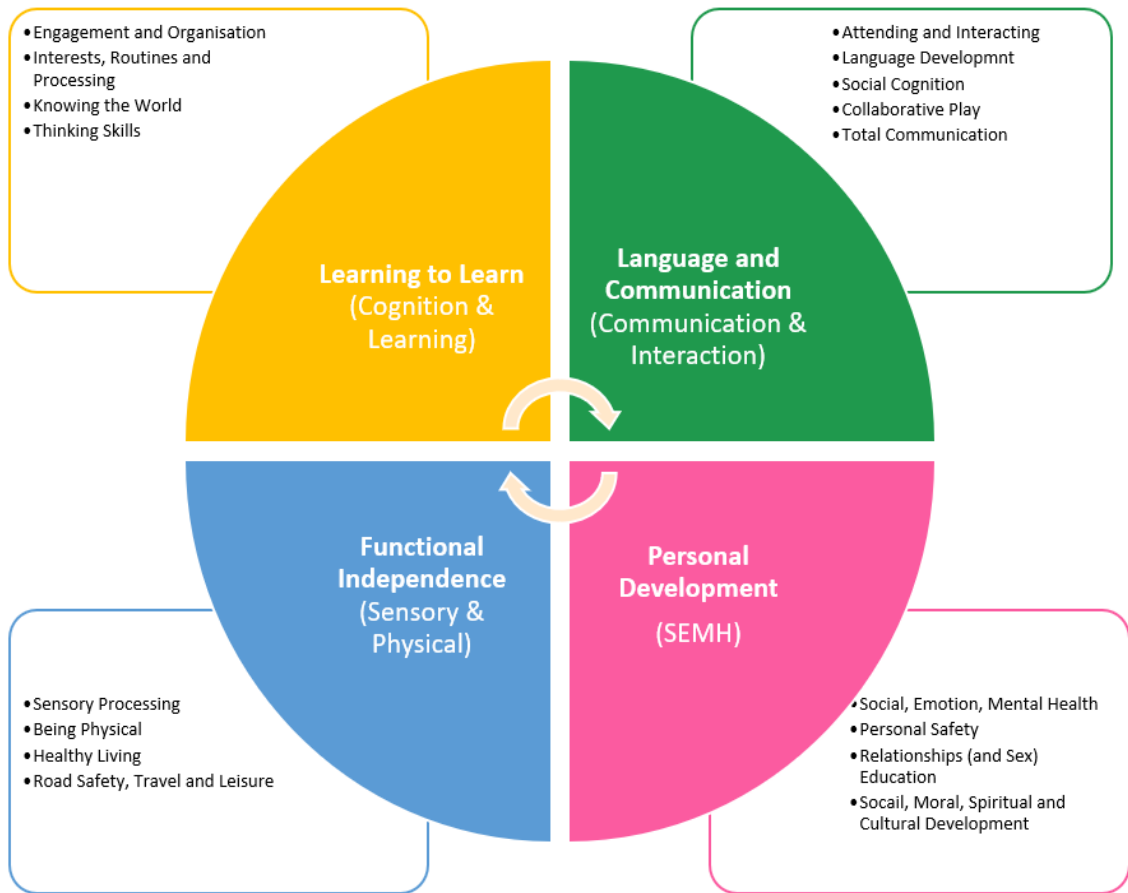 •Engagement and Organisation
•Interests, Routines and
Processing
•Knowing the World
•Thinking Skills
•Attending and Interacting
•Language Developmnt
•Social Cognition
•Collaborative Play
•Total Communication
Learning to Learn
(Cognition &
Learning)
Language and
Communication
(Communication &
Interaction)
Functional
Independence
(Sensory &
Physical)
Personal
Development
(SEMH)
•Sensory Processing
•Being Physical
•Healthy Living
•Road Safety, Travel and Leisure
•Social, Emotion, Mental Health
•Personal Safety
•Relationships (and Sex)
Education
•Socail, Moral, Spiritual and
Cultural Development